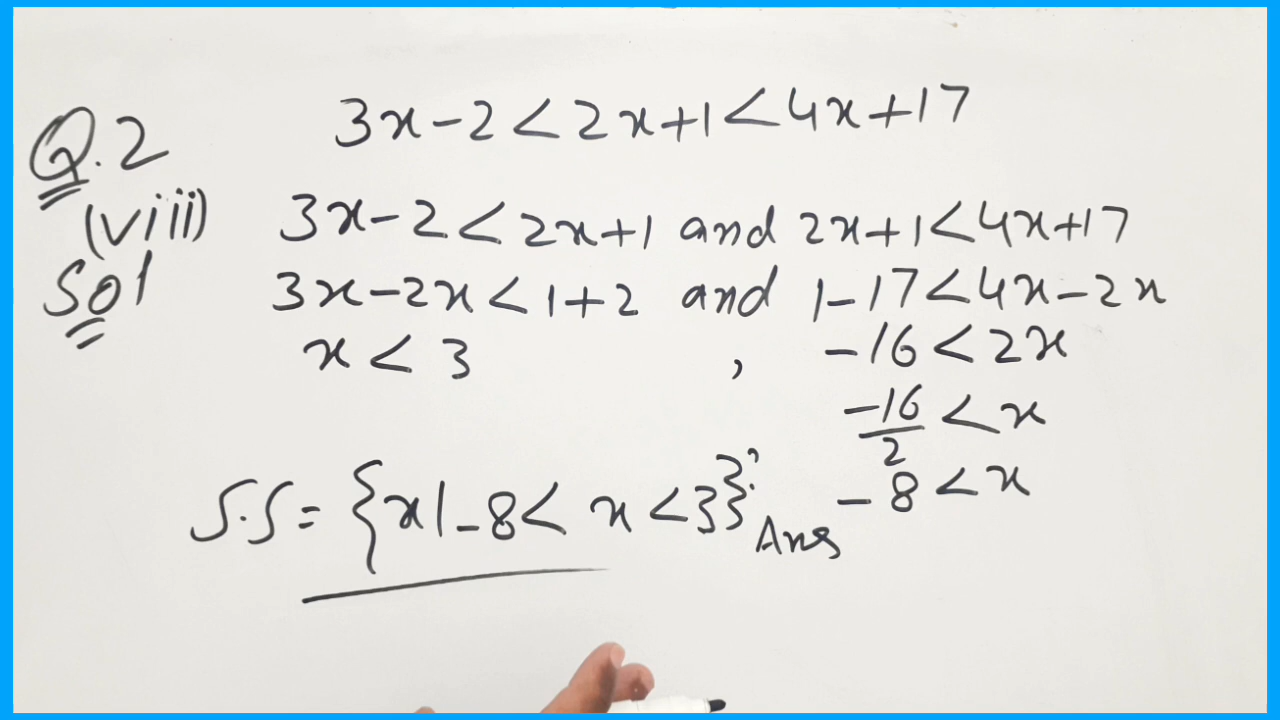 Q.2 3x-2<2x+1<4x+17
(viii) 3x-2<2x+1 and 2x+1<4x+17
Sol 3x-2x<1+2 and 1-17<4x-2x
x<3 , -16<2x
-16/2<x
-8<x
S.S={x|-8<x<3} Ans